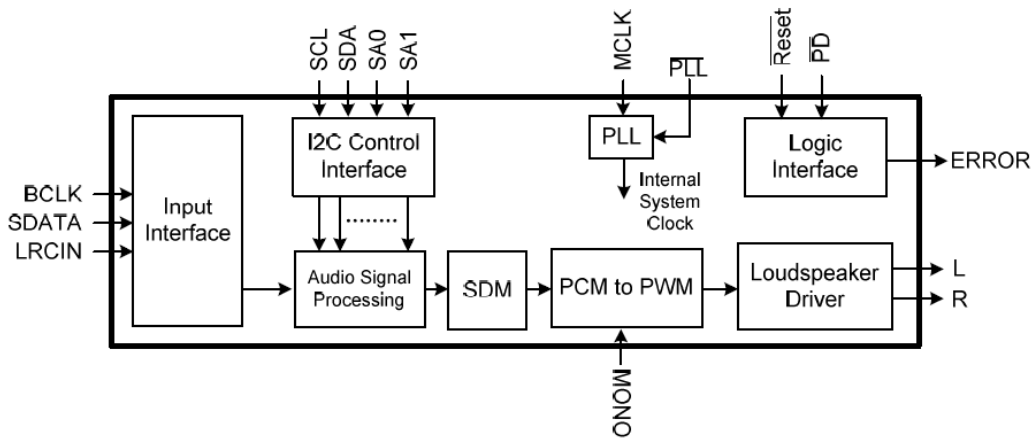 SCL
SDA
SA0
SA1
MCLK
PLL
Reset
PD
I2C Control
Interface
PLL
Logic
Interface
ERROR
Internal
System
Clock
BCLK
SDATA
LRCIN
Input
Interface
........
Audio Signal
Processing
SDM
PCM to PWM
Loudspeaker
Driver
L
R
MONO